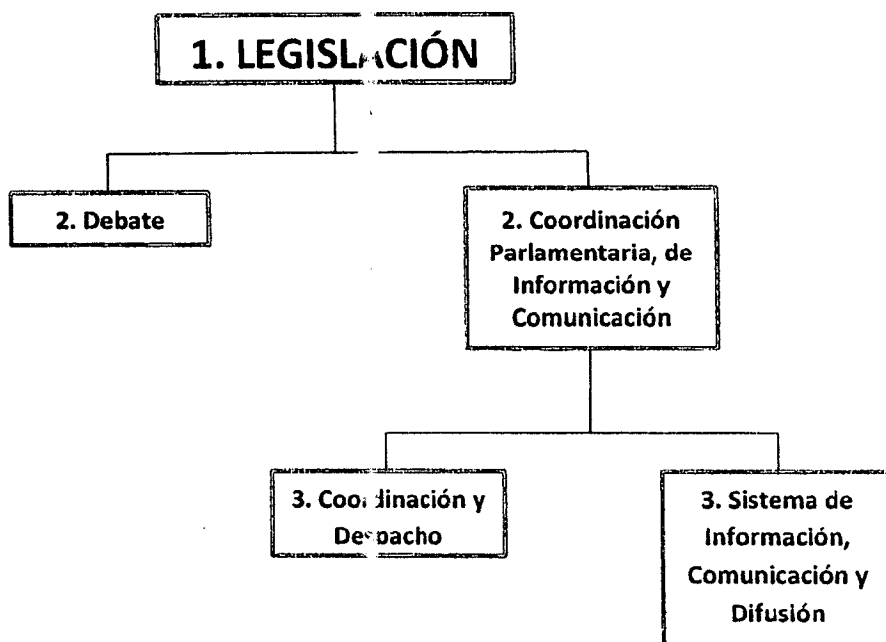 1. LEGISLACIÓN
2. Debate
2. Coordinación
Parlamentaria, de
Información y
Comunicación
3. Coordinación y
Despacho
3. Sistema de
Información,
Comunicación y
Difusión